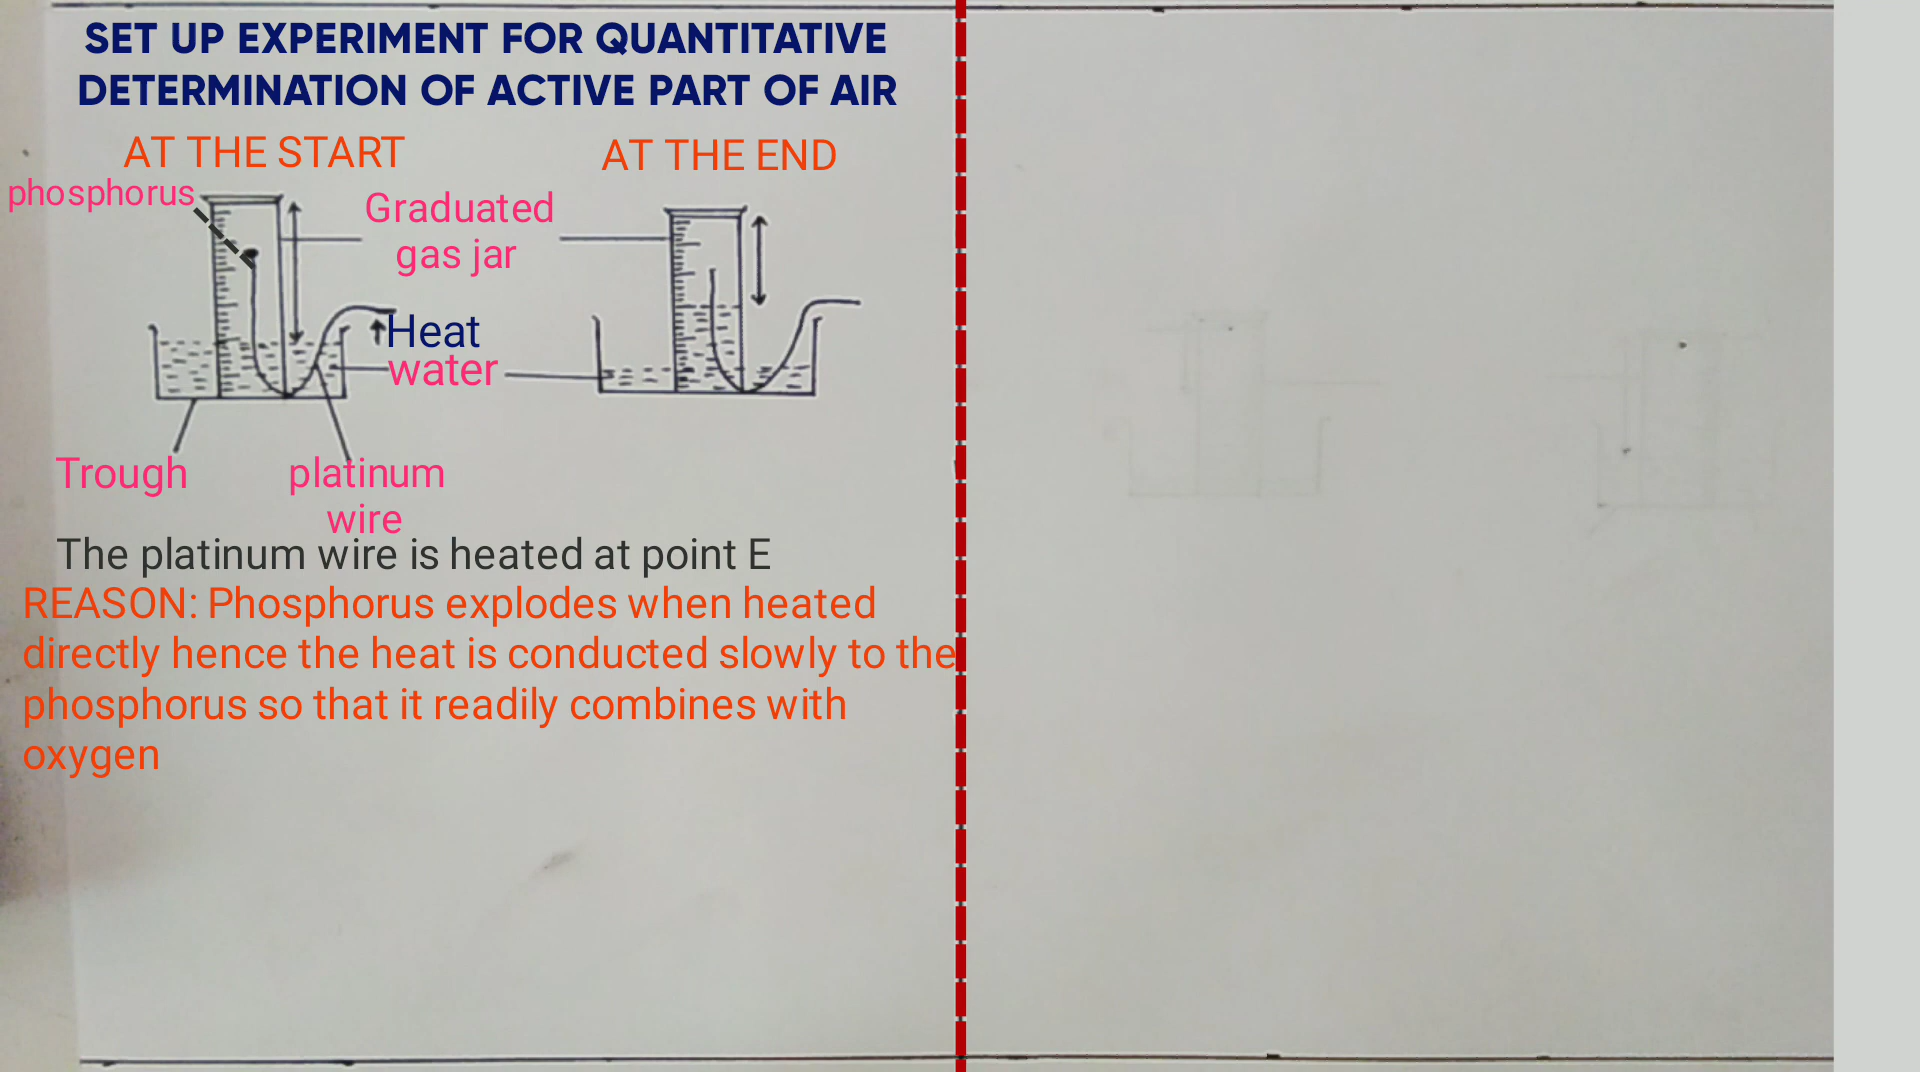 SET UP EXPERIMENT FOR QUANTITATIVE
DETERMINATION OF ACTIVE PART OF AIR
AT THE START
AT THE END
phosphorus
Graduated
gas jar
Heat
water
Trough
platinum
wire
The platinum wire is heated at point E
REASON: Phosphorus explodes when heated
directly hence the heat is conducted slowly to the
phosphorus so that it readily combines with
oxygen